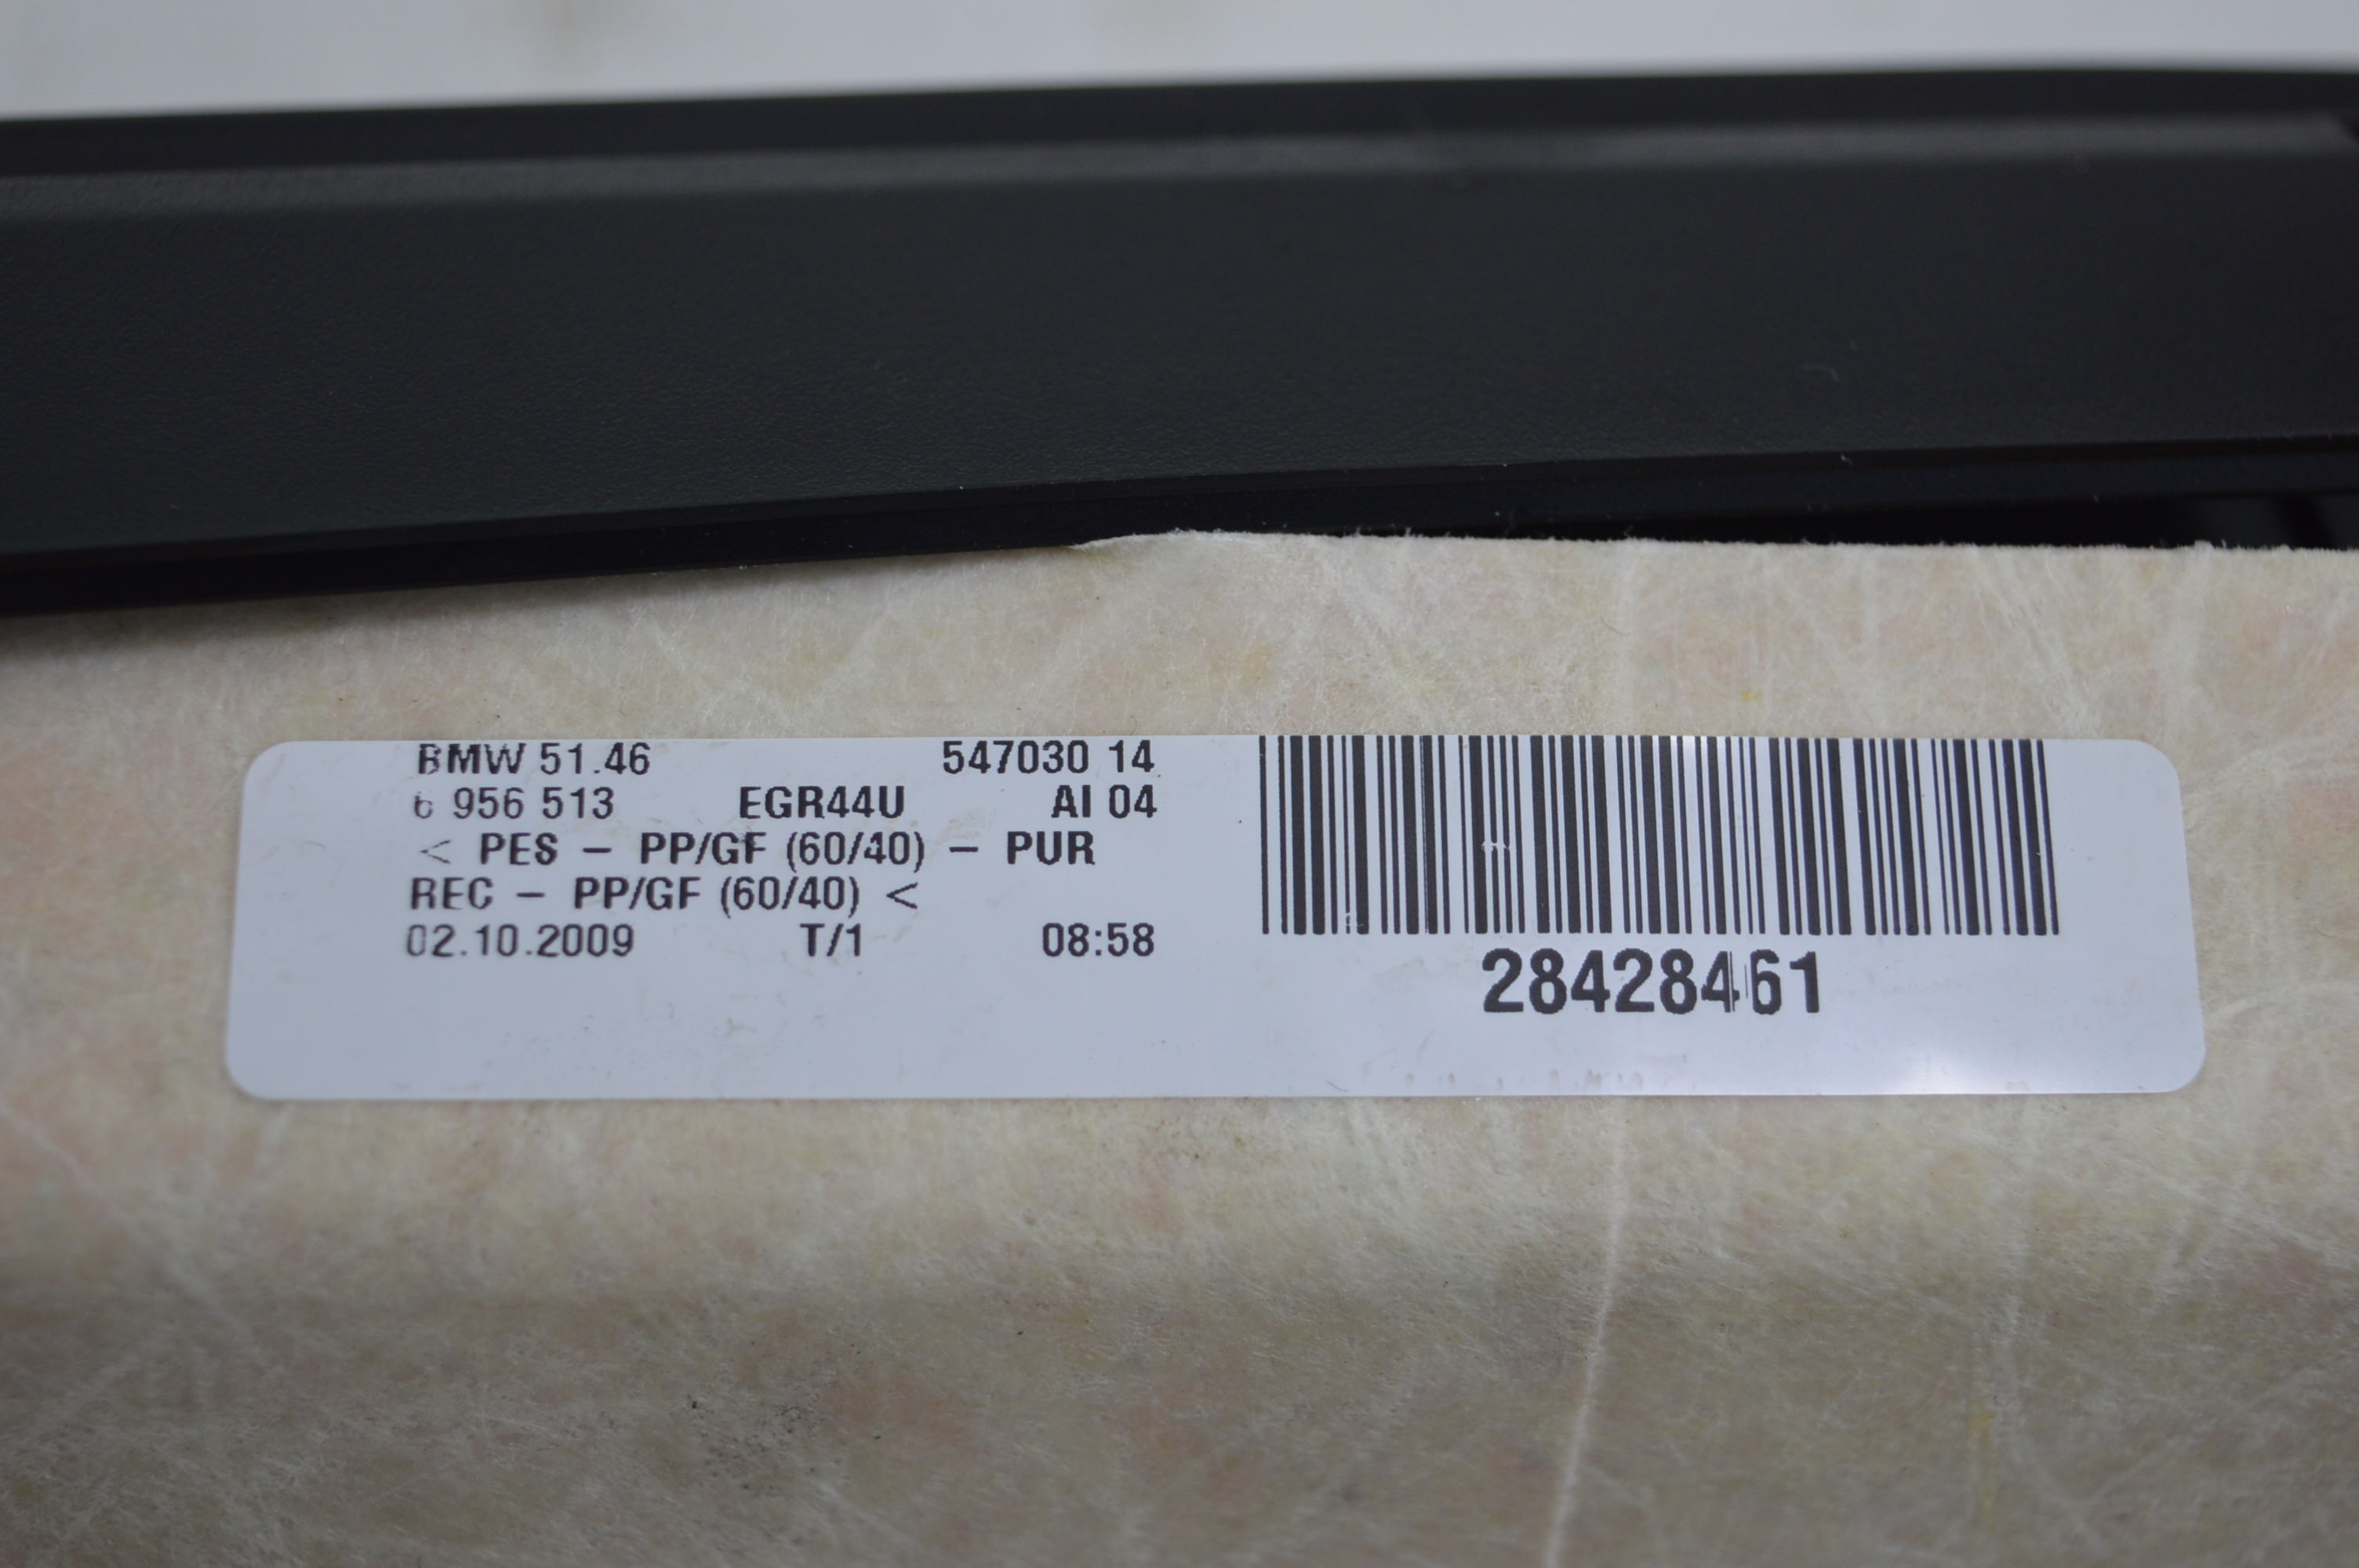 BMW 51.46 547030 14
6 956 513 EGR44U AI 04
< PES – PP/GF (60/40) – PUR
REC – PP/GF (60/40) <
02.10.2009 T/1 08:58
28428461